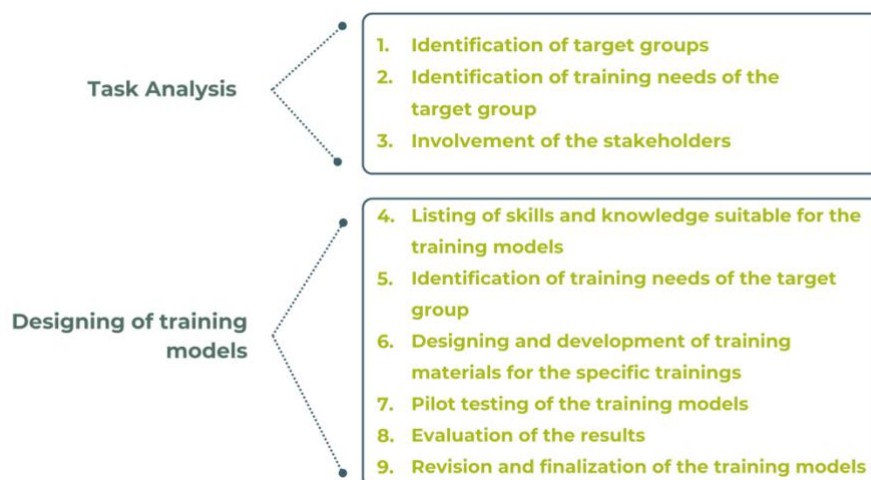 Task Analysis
1. Identification of target groups
2. Identification of training needs of the
target group
3. Involvement of the stakeholders
Designing of training
models
4. Listing of skills and knowledge suitable for the
training models
5. Identification of training needs of the target
group
6. Designing and development of training
materials for the specific trainings
7. Pilot testing of the training models
8. Evaluation of the results
9. Revision and finalization of the training models